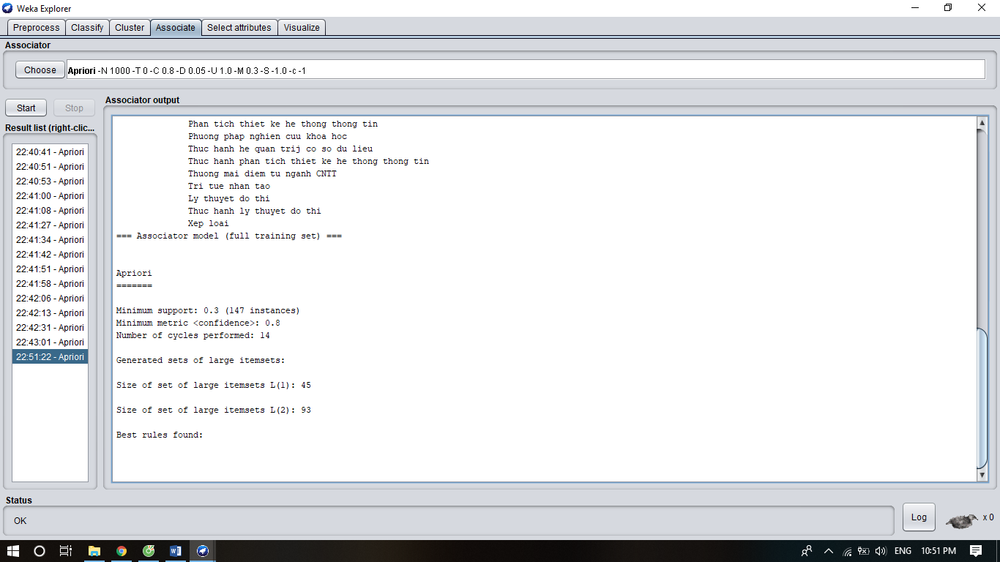 Weka Explorer
Preprocess Classify Cluster Associate Select attributes Visualize
Associator
Choose Apriori -N 1000 -T 0 -C 0.8 -D 0.05 -U 1.0 -M 0.3 -S -1.0 -c -1
Start Stop
Result list (right-clic...
22:40:41 - Apriori
22:40:51 - Apriori
22:40:53 - Apriori
22:41:00 - Apriori
22:41:08 - Apriori
22:41:27 - Apriori
22:41:34 - Apriori
22:41:42 - Apriori
22:41:51 - Apriori
22:41:58 - Apriori
22:42:06 - Apriori
22:42:13 - Apriori
22:42:31 - Apriori
22:43:01 - Apriori
22:51:22 - Apriori
Associator output
Phan tich thiet ke he thong thong tin
Phuong phap nghien cuu khoa hoc
Thuc hanh he quan trij co so du lieu
Thuc hanh phan tich thiet ke he thong thong tin
Thuong mai diem tu nganh CNTT
Tri tue nhan tao
Ly thuyet do thi
Thuc hanh ly thuyet do thi
Xep loai
=== Associator model (full training set) ===
Apriori
=======
Minimum support: 0.3 (147 instances)
Minimum metric <confidence>: 0.8
Number of cycles performed: 14
Generated sets of large itemsets:
Size of set of large itemsets L(1): 45
Size of set of large itemsets L(2): 93
Best rules found:
Status
OK
Log
x 0
ENG 10:51 PM